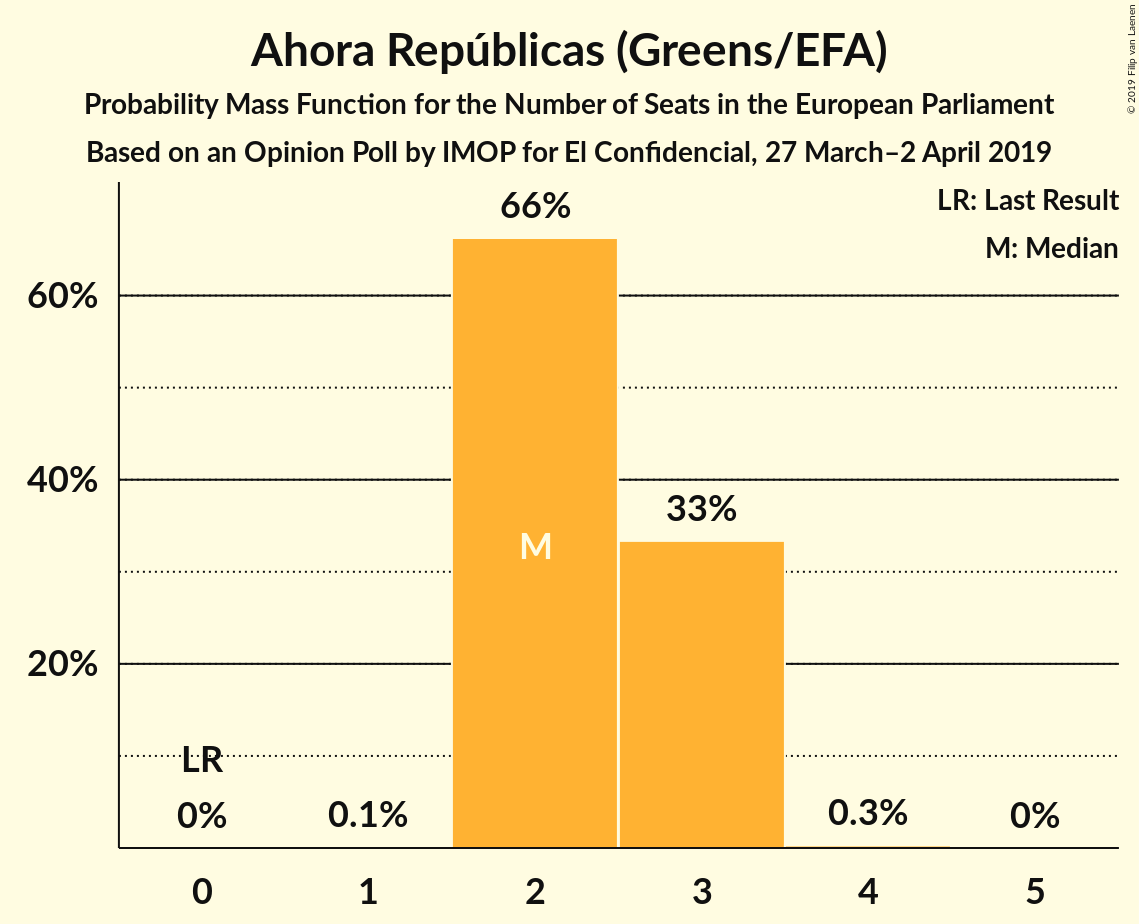 Ahora Repúblicas (Greens/EFA)
Probability Mass Function for the Number of Seats in the European Parliament
Based on an Opinion Poll by IMOP for El Confidencial, 27 March–2 April 2019
© 2019 Filip van Laenen
LR: Last Result
M: Median
66%
60%
40%
33%
M
20%
LR
0%
0.1%
0.3%
0%
0 1 2 3 4 5